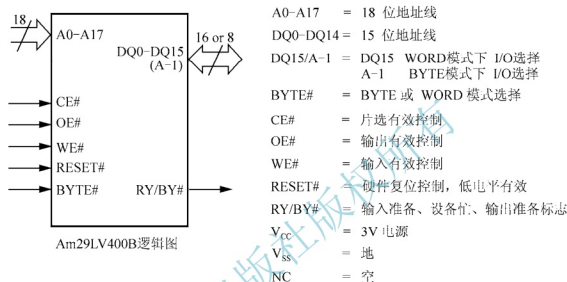 18
A0-A17
16 or 8
DQ0-DQ15
(A-1)
CE#
OE#
WE#
RESET#
BYTE#
RY/BY#
Am29LV400B逻辑图
A0-A17 = 18 位地址线
DQ0-DQ14 = 15 位地址线
DQ15/A-1 = DQ15 WORD模式下 I/O选择
A-1 BYTE模式下 I/O选择
BYTE# = BYTE 或 WORD 模式选择
CE# = 片选有效控制
OE# = 输出有效控制
WE# = 输入有效控制
RESET# = 硬件复位控制，低电平有效
RY/BY# = 输入准备、设备忙、输出准备标志
VCC = 3V 电源
VSS = 地
NC = 空
版社版权所有